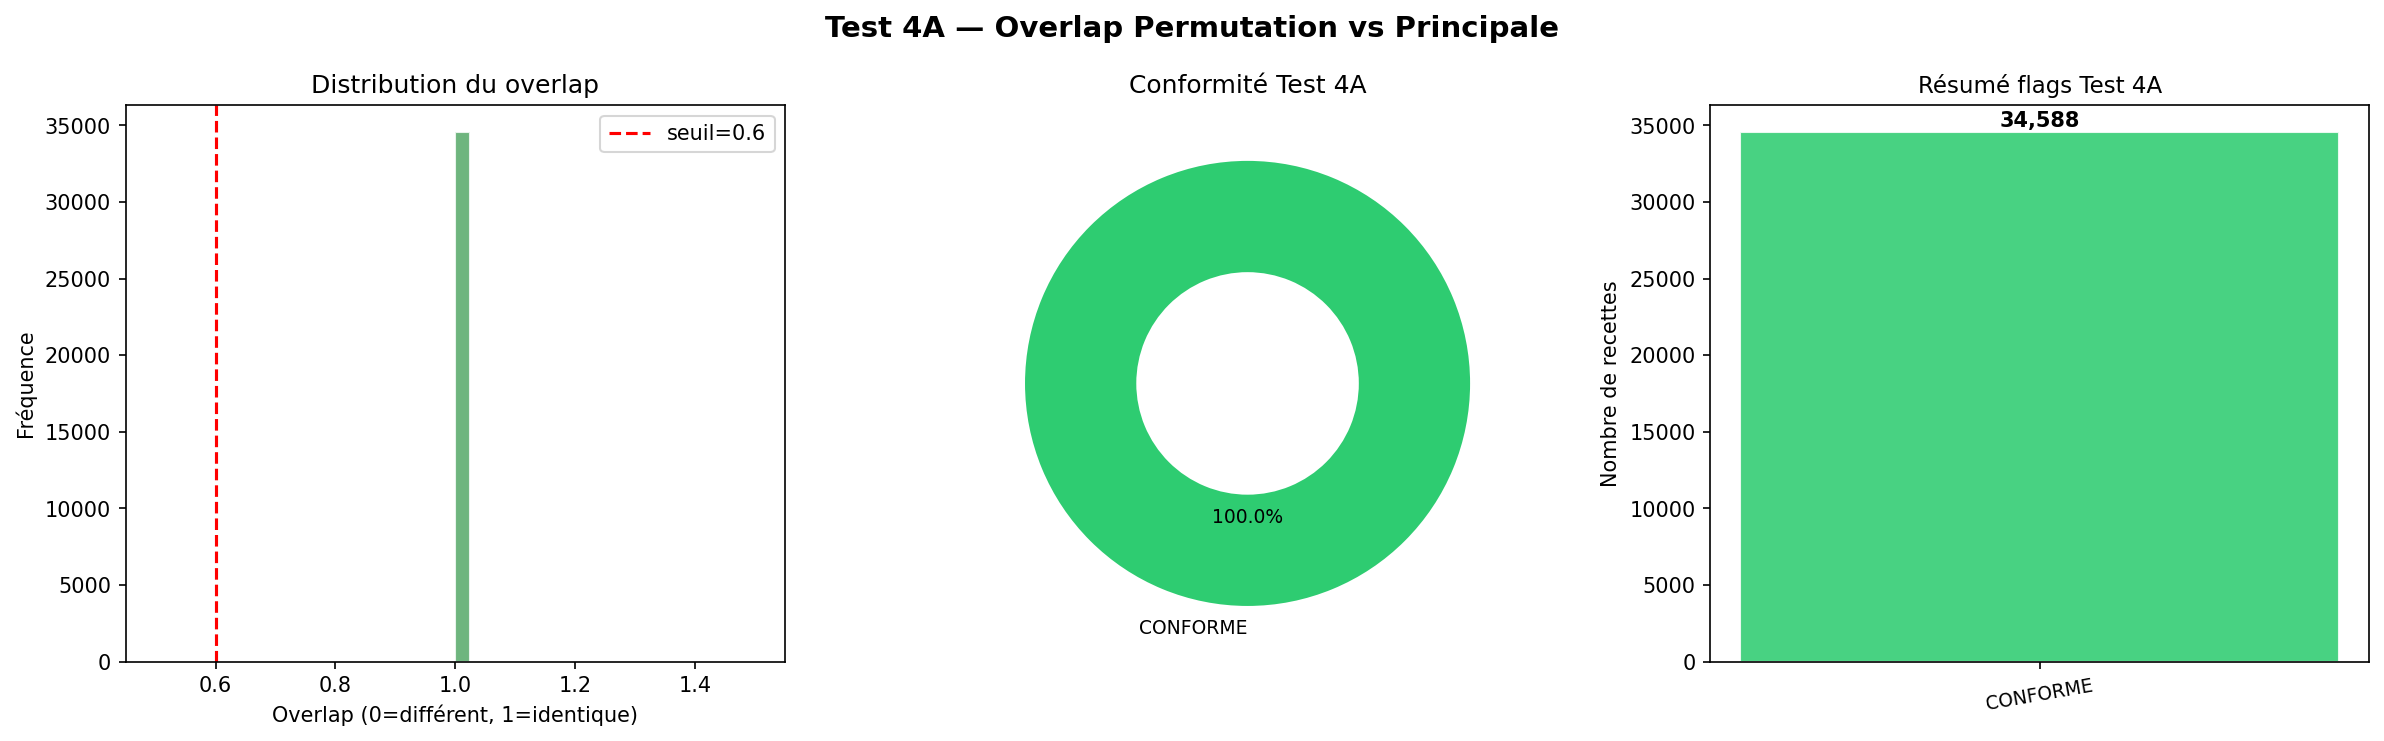 Test 4A — Overlap Permutation vs Principale
Distribution du overlap
seuil=0.6
Fréquence
35000
30000
25000
20000
15000
10000
5000
0
0.6 0.8 1.0 1.2 1.4
Overlap (0=différent, 1=identique)
Conformité Test 4A
100.0%
CONFORME
Résumé flags Test 4A
34,588
Nombre de recettes
35000
30000
25000
20000
15000
10000
5000
0
CONFORME